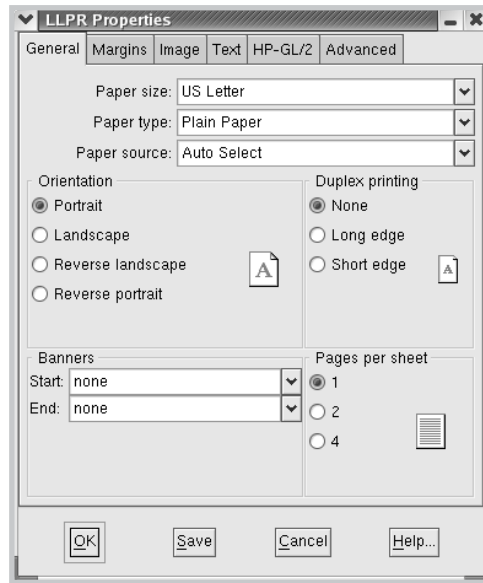 LLPR Properties
General Margins Image Text HP-GL/2 Advanced
Paper size: US Letter
Paper type: Plain Paper
Paper source: Auto Select
Orientation
Portrait
Landscape
Reverse landscape
Reverse portrait
A
Duplex printing
None
Long edge
Short edge
A
Banners
Start: none
End: none
Pages per sheet
1
2
4
OK Save Cancel Help...